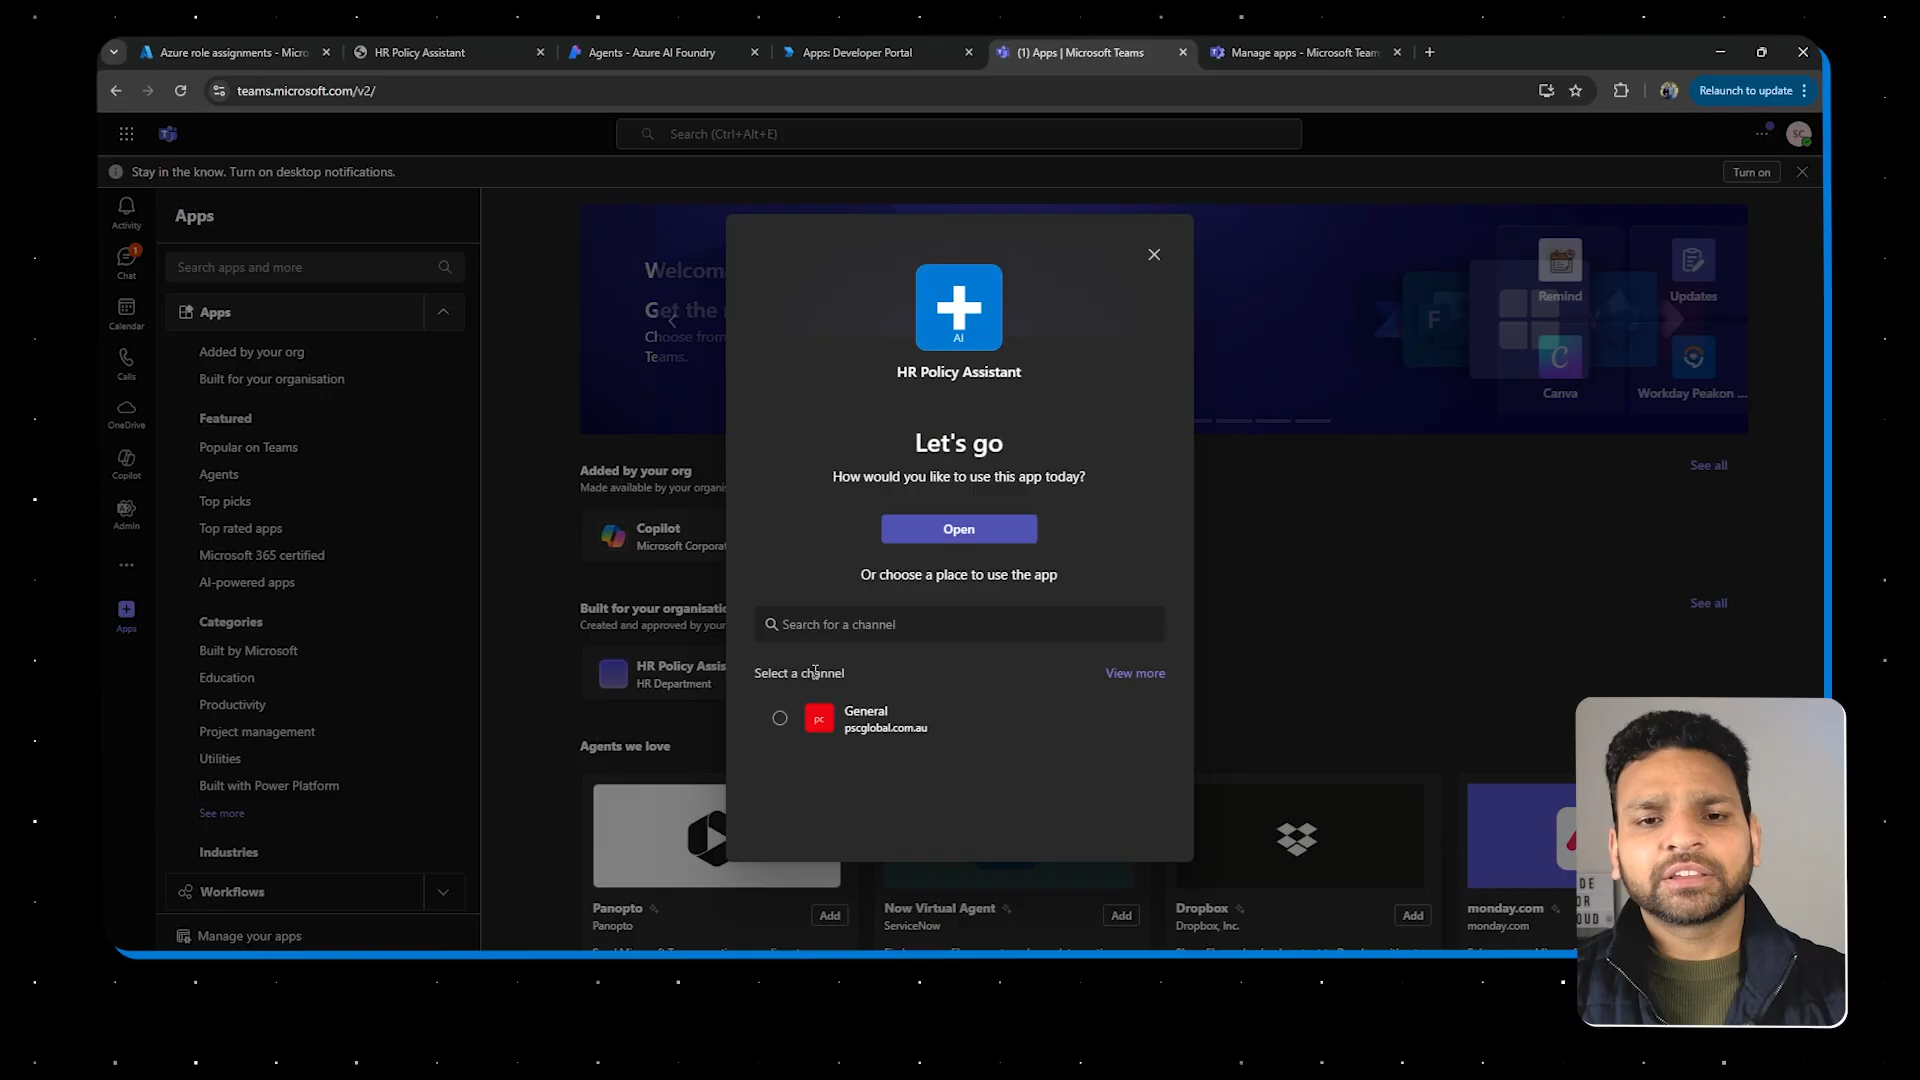 Azure role assignments - Micro
HR Policy Assistant
Agents - Azure AI Foundry
Apps: Developer Portal
(1) Apps | Microsoft Teams
Manage apps - Microsoft Team
teams.microsoft.com/v2/
Relaunch to update
Search (Ctrl+Alt+E)
SC
Stay in the know. Turn on desktop notifications.
Turn on
Activity
1
Chat
Calendar
Calls
OneDrive
Copilot
Admin
Apps
Apps
Search apps and more
Apps
Added by your org
Built for your organisation
Featured
Popular on Teams
Agents
Top picks
Top rated apps
Microsoft 365 certified
AI-powered apps
Categories
Built by Microsoft
Education
Productivity
Project management
Utilities
Built with Power Platform
See more
Industries
Workflows
Manage your apps
Welcom
Get the
Choose from
Teams.
F
Remind
Updates
Canva
Workday Peakon ...
Added by your org
Made available by your organis
See all
Copilot
Microsoft Corporat
Built for your organisatio
Created and approved by your
See all
HR Policy Assis
HR Department
Agents we love
AI
HR Policy Assistant
Let's go
How would you like to use this app today?
Open
Or choose a place to use the app
Search for a channel
Select a channel
View more
pc
General
pscglobal.com.au
Panopto
Panopto
Add
Now Virtual Agent
ServiceNow
Add
Dropbox
Dropbox, Inc.
Add
monday.com
monday.com